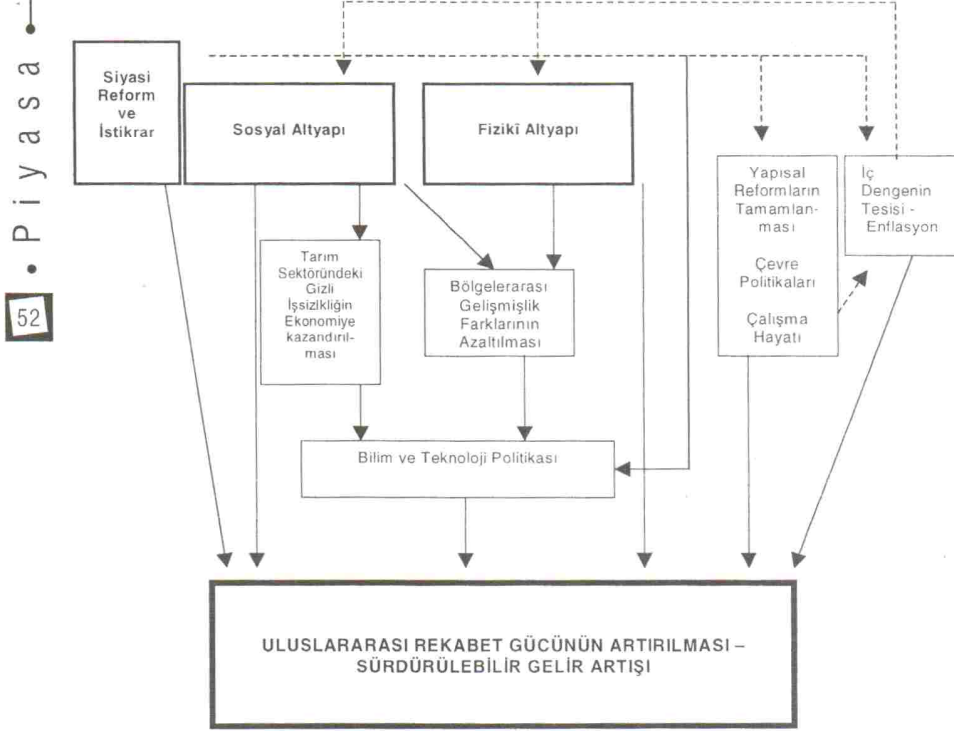 • Piyasa •
52
Siyasi
Reform
ve
İstikrar
Sosyal Altyapı
Fizikî Altyapı
Yapısal
Reformların
Tamamlan-
ması
Çevre
Politikaları
Çalışma
Hayatı
İç
Dengenin
Tesisi -
Enflasyon
Tarım
Sektöründeki
Gizli
İşsizlikliğin
Ekonomiye
kazandırıl-
ması
Bölgelerarası
Gelişmişlik
Farklarının
Azaltılması
Bilim ve Teknoloji Politikası
ULUSLARARASI REKABET GÜCÜNÜN ARTIRILMASI –
SÜRDÜRÜLEBİLİR GELİR ARTIŞI